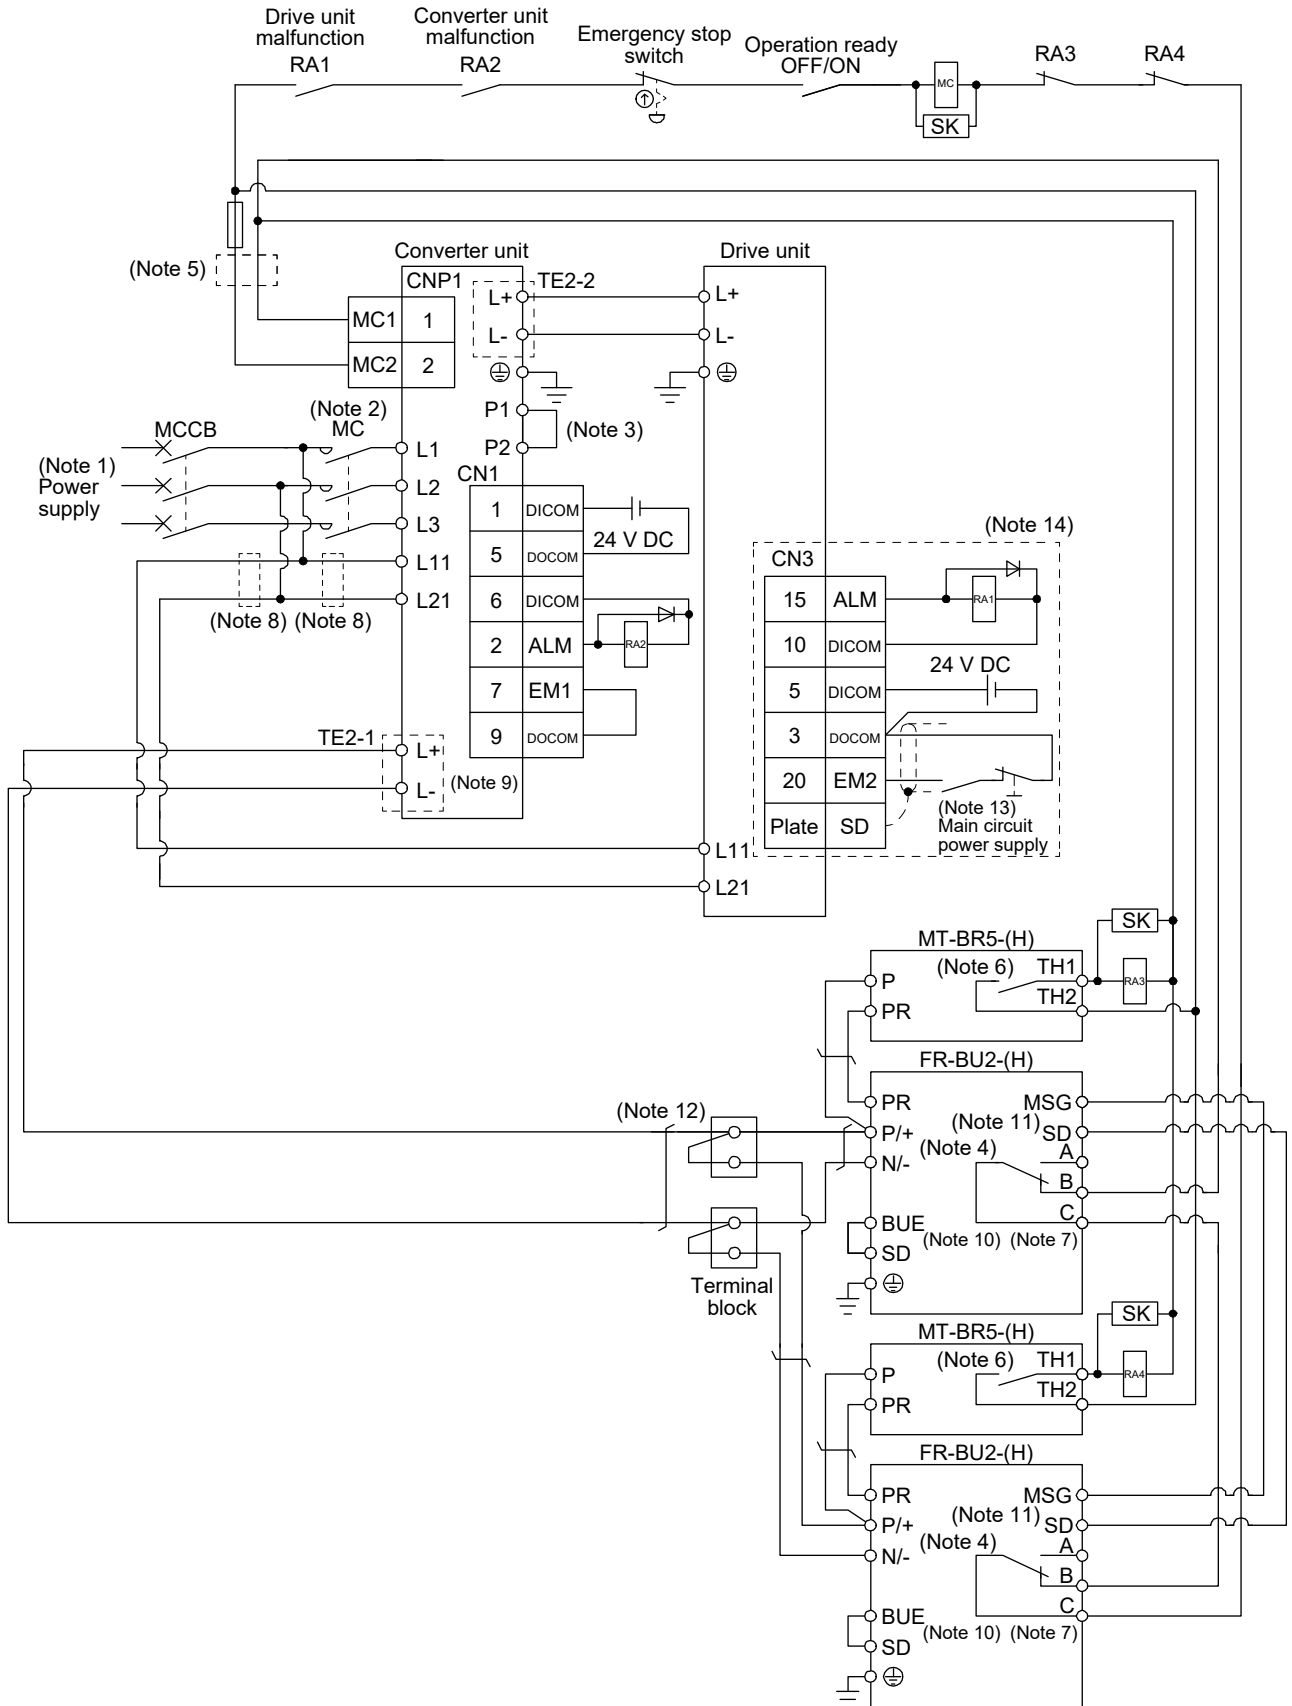 Drive unit
malfunction
RA1
Converter unit
malfunction
RA2
Emergency stop
switch
Operation ready
OFF/ON
MC
SK
RA3
RA4
(Note 5)
Converter unit
CNP1
MC1 1
MC2 2
L+
L-
TE2-2
Drive unit
L+
L-
P1
P2
(Note 3)
(Note 2)
MC
MCCB
(Note 1)
Power
supply
L1
L2
L3
L11
L21
(Note 8) (Note 8)
CN1
1 DICOM
5 DOCOM
6 DICOM
2 ALM
7 EM1
9 DOCOM
24 V DC
RA2
TE2-1
L+
L-
(Note 9)
(Note 14)
CN3
15 ALM
10 DICOM
5 DICOM
3 DOCOM
20 EM2
Plate SD
RA1
24 V DC
(Note 13)
Main circuit
power supply
L11
L21
SK
MT-BR5-(H)
P
PR
(Note 6)
TH1
TH2
RA3
FR-BU2-(H)
PR
P/+
N/-
BUE
SD
MSG
(Note 11)
SD
(Note 4)
A
B
C
(Note 10) (Note 7)
(Note 12)
Terminal
block
SK
MT-BR5-(H)
P
PR
(Note 6)
TH1
TH2
RA4
FR-BU2-(H)
PR
P/+
N/-
BUE
SD
MSG
(Note 11)
SD
(Note 4)
A
B
C
(Note 10) (Note 7)